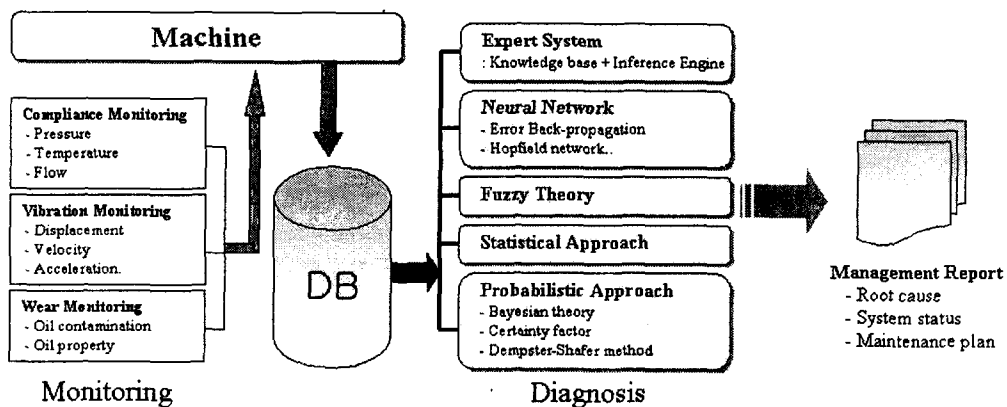 Machine
Compliance Monitoring
- Pressure
- Temperature
- Flow
Vibration Monitoring
- Displacement
- Velocity
- Acceleration.
Wear Monitoring
- Oil contamination
- Oil property
Monitoring
DB
Expert System
: Knowledge base + Inference Engine
Neural Network
- Error Back-propagation
- Hopfield network..
Fuzzy Theory
Statistical Approach
Probabilistic Approach
- Bayesian theory
- Certainty factor
- Dempster-Shafer method
Diagnosis
Management Report
- Root cause
- System status
- Maintenance plan